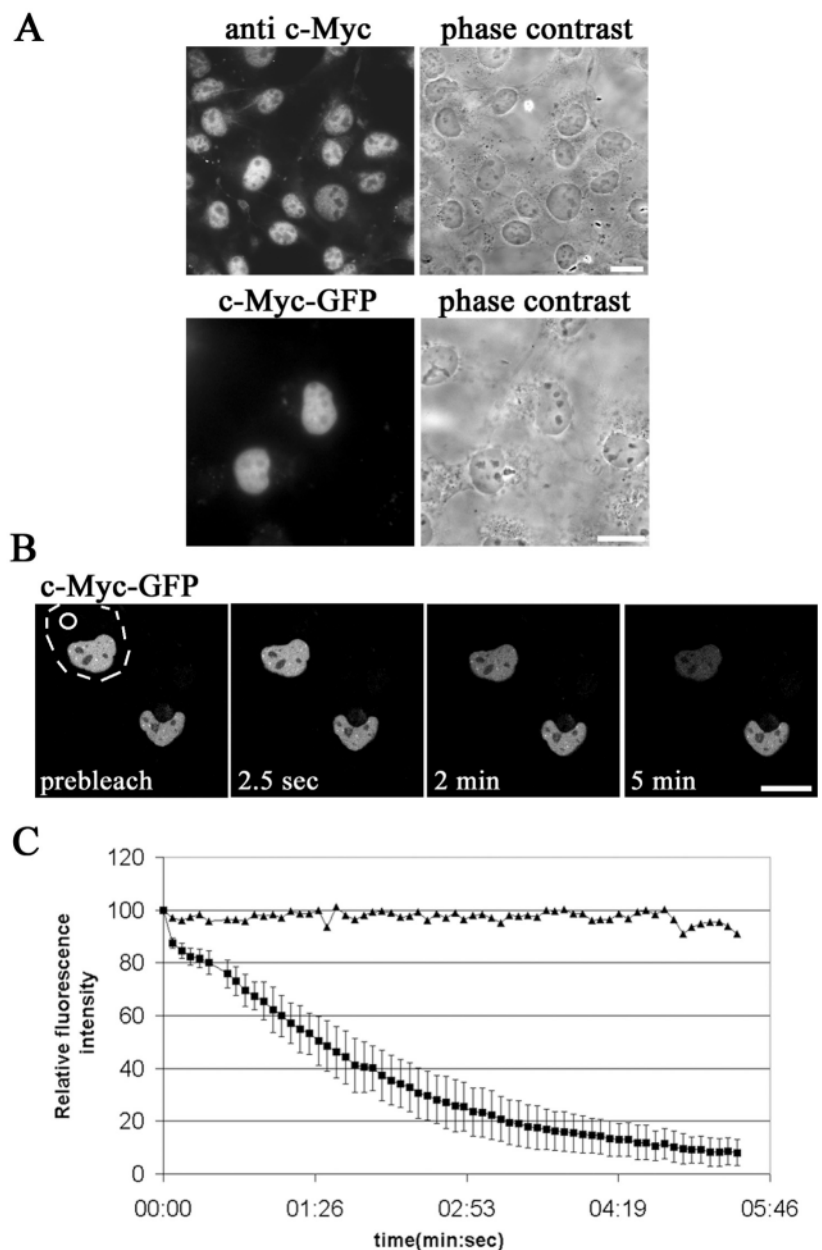 A
anti c-Myc phase contrast
c-Myc-GFP phase contrast
B
c-Myc-GFP
prebleach 2.5 sec 2 min 5 min
C
120
100
80
60
40
20
0
Relative fluorescence
intensity
00:00 01:26 02:53 04:19 05:46
time(min:sec)